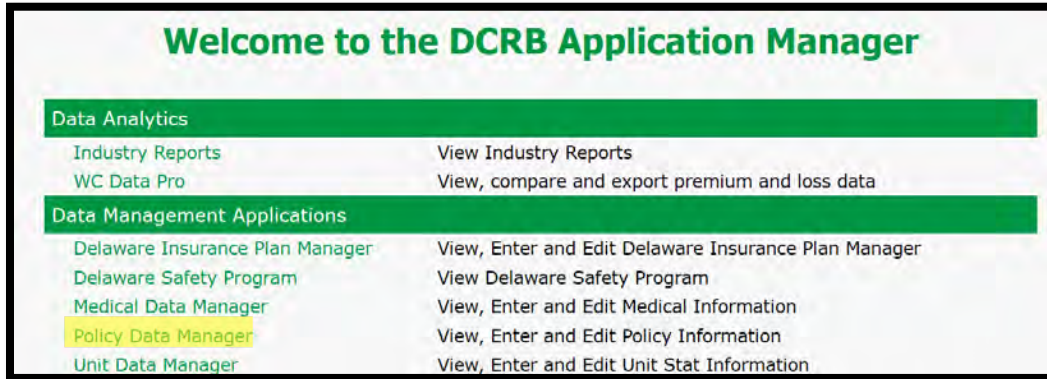 Welcome to the DCRB Application Manager
Data Analytics
Industry Reports View Industry Reports
WC Data Pro View, compare and export premium and loss data
Data Management Applications
Delaware Insurance Plan Manager View, Enter and Edit Delaware Insurance Plan Manager
Delaware Safety Program View Delaware Safety Program
Medical Data Manager View, Enter and Edit Medical Information
Policy Data Manager View, Enter and Edit Policy Information
Unit Data Manager View, Enter and Edit Unit Stat Information